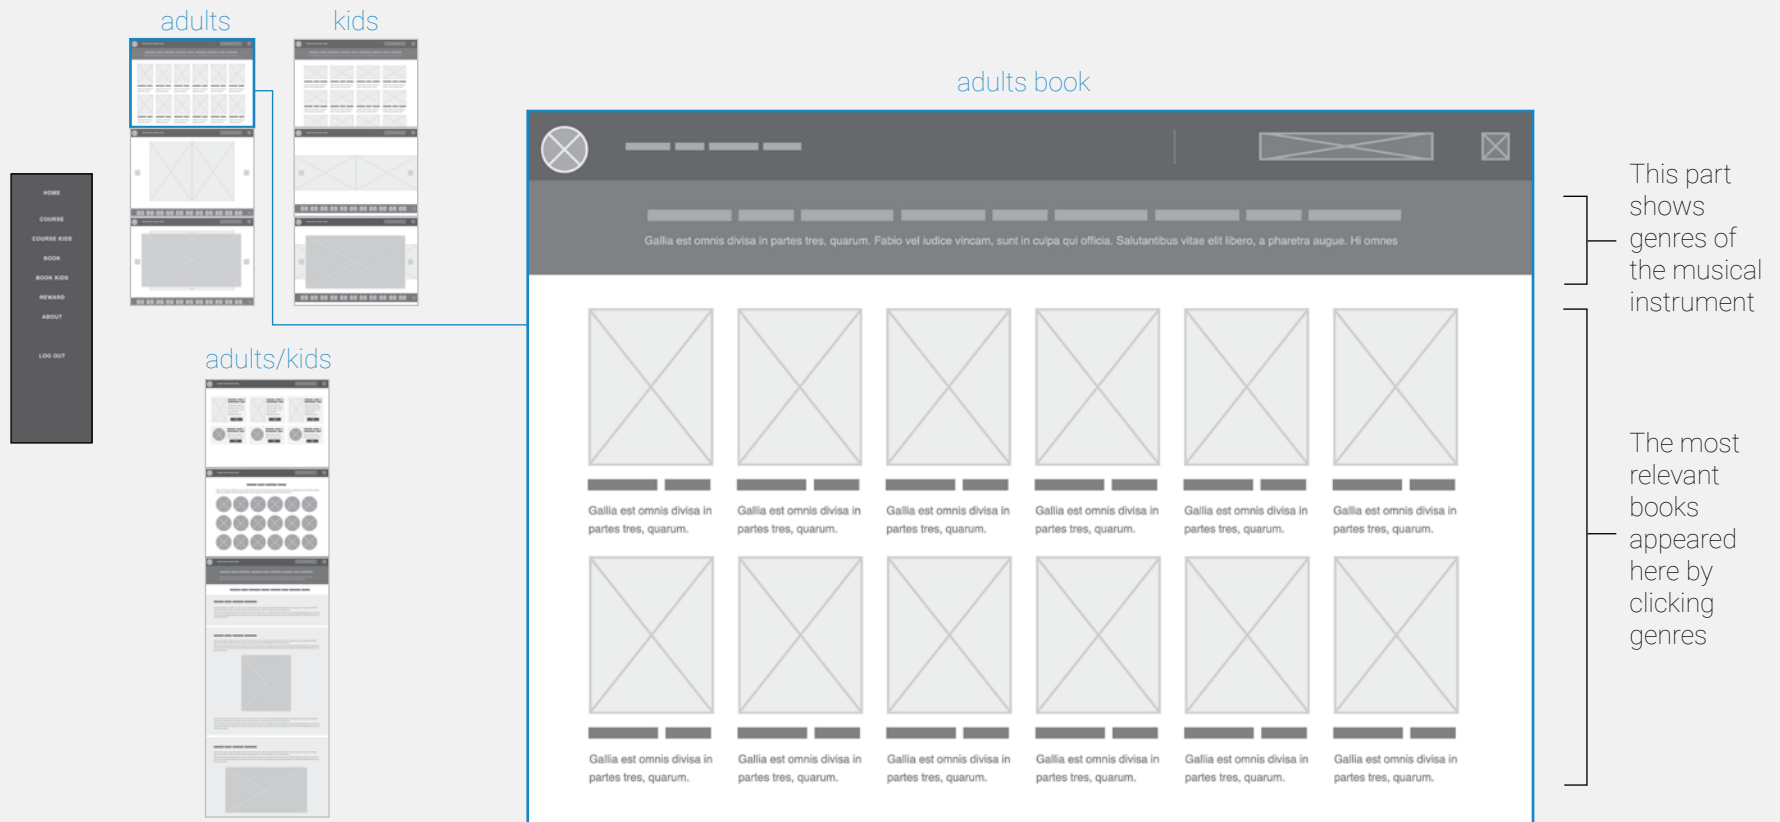 adults
kids
adults book
HOME
COURSE
COURSE KIDS
BOOK
BOOK KIDS
REWARD
ABOUT
LOG OUT
adults/kids
Gallia est omnis divisa in partes tres, quarum. Fabio vel iudice vincam, sunt in culpa qui officia. Salutantibus vitae elit libero, a pharetra augue. Hi omnes
Gallia est omnis divisa in
partes tres, quarum.
Gallia est omnis divisa in
partes tres, quarum.
Gallia est omnis divisa in
partes tres, quarum.
Gallia est omnis divisa in
partes tres, quarum.
Gallia est omnis divisa in
partes tres, quarum.
Gallia est omnis divisa in
partes tres, quarum.
Gallia est omnis divisa in
partes tres, quarum.
Gallia est omnis divisa in
partes tres, quarum.
Gallia est omnis divisa in
partes tres, quarum.
Gallia est omnis divisa in
partes tres, quarum.
Gallia est omnis divisa in
partes tres, quarum.
Gallia est omnis divisa in
partes tres, quarum.
This part
shows
genres of
the musical
instrument
The most
relevant
books
appeared
here by
clicking
genres